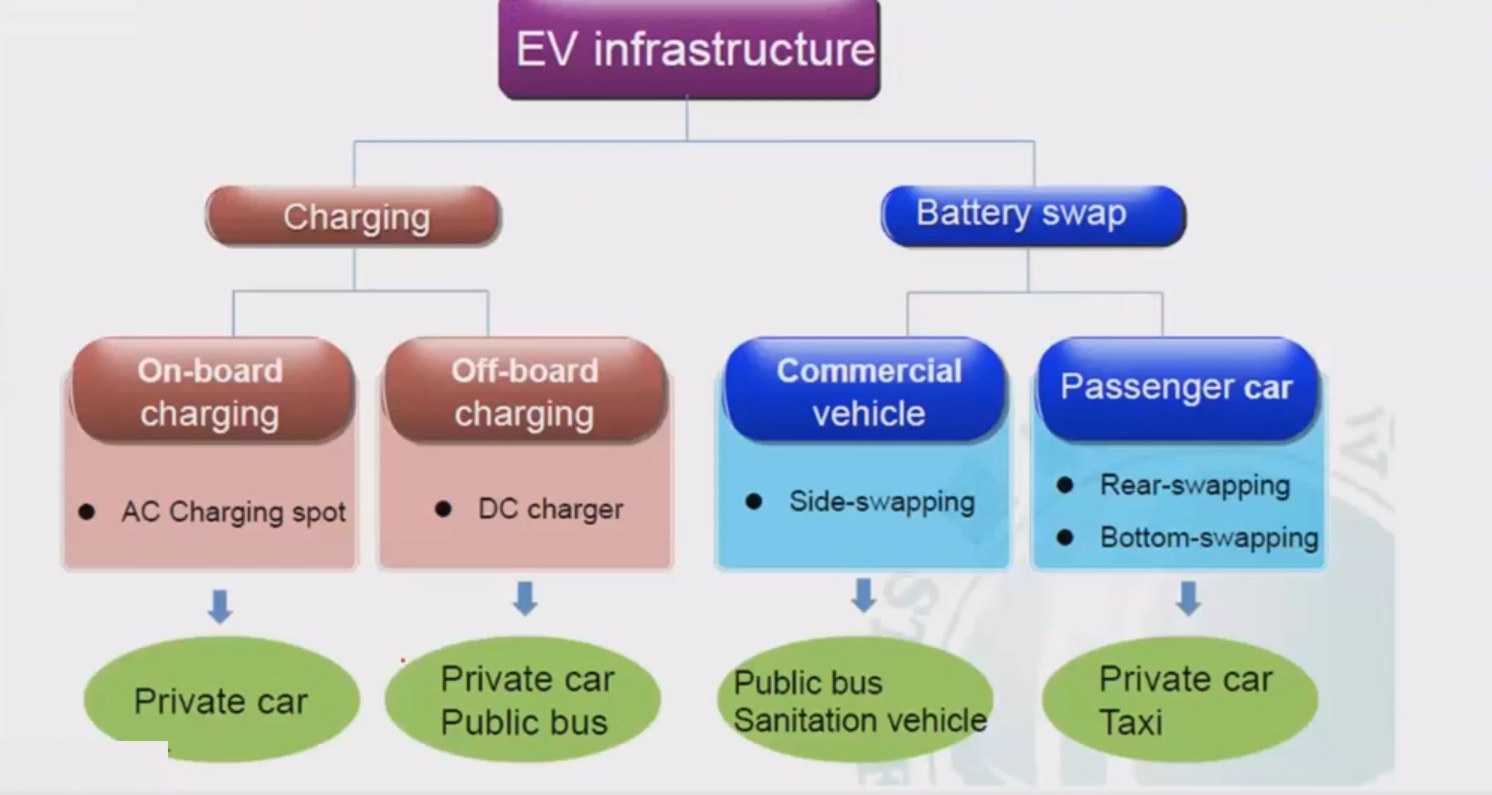 EV infrastructure
Charging
Battery swap
On-board
charging
Off-board
charging
Commercial
vehicle
Passenger car
● AC Charging spot
● DC charger
● Side-swapping
● Rear-swapping
● Bottom-swapping
Private car
Private car
Public bus
Public bus
Sanitation vehicle
Private car
Taxi